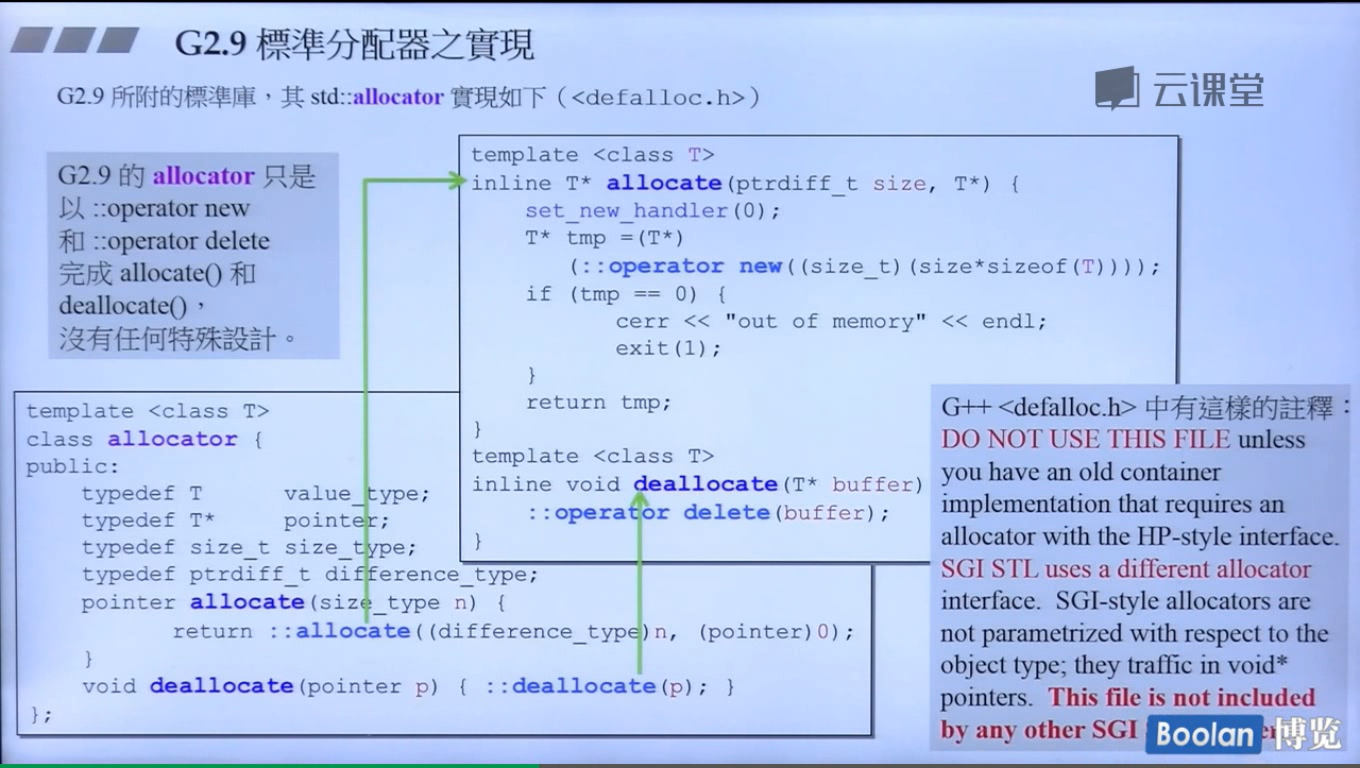 G2.9 標準分配器之實現
云课堂
G2.9 所附的標準庫，其 std::allocator 實現如下（<defalloc.h>）
G2.9 的 allocator 只是
以 ::operator new
和 ::operator delete
完成 allocate() 和
deallocate()，
沒有任何特殊設計。
template <class T>
inline T* allocate(ptrdiff_t size, T*) {
set_new_handler(0);
T* tmp =(T*)
(::operator new((size_t)(size*sizeof(T))));
if (tmp == 0) {
cerr << "out of memory" << endl;
exit(1);
}
return tmp;
}
template <class T>
inline void deallocate(T* buffer)
::operator delete(buffer);
}
template <class T>
class allocator {
public:
typedef T value_type;
typedef T* pointer;
typedef size_t size_type;
typedef ptrdiff_t difference_type;
pointer allocate(size_type n) {
return ::allocate((difference_type)n, (pointer)0);
}
void deallocate(pointer p) { ::deallocate(p); }
};
G++ <defalloc.h> 中有這樣的註釋：
DO NOT USE THIS FILE unless
you have an old container
implementation that requires an
allocator with the HP-style interface.
SGI STL uses a different allocator
interface. SGI-style allocators are
not parametrized with respect to the
object type; they traffic in void*
pointers. This file is not included
by any other SGI
Boolan 博览